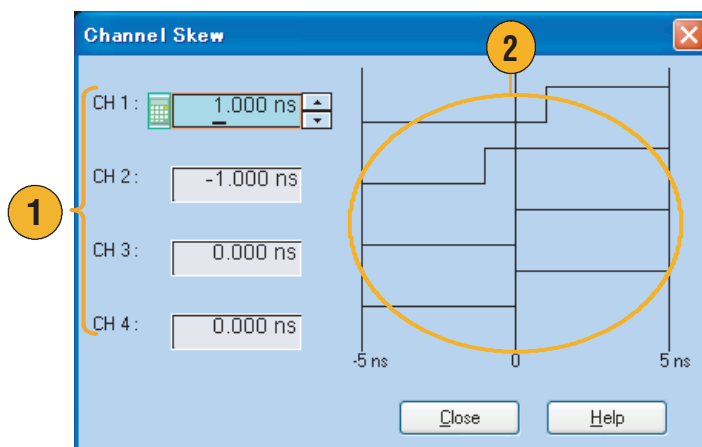 Channel Skew
2
1
CH 1 : 1.000 ns
CH 2 : -1.000 ns
CH 3 : 0.000 ns
CH 4 : 0.000 ns
-5 ns 0 5 ns
Close Help